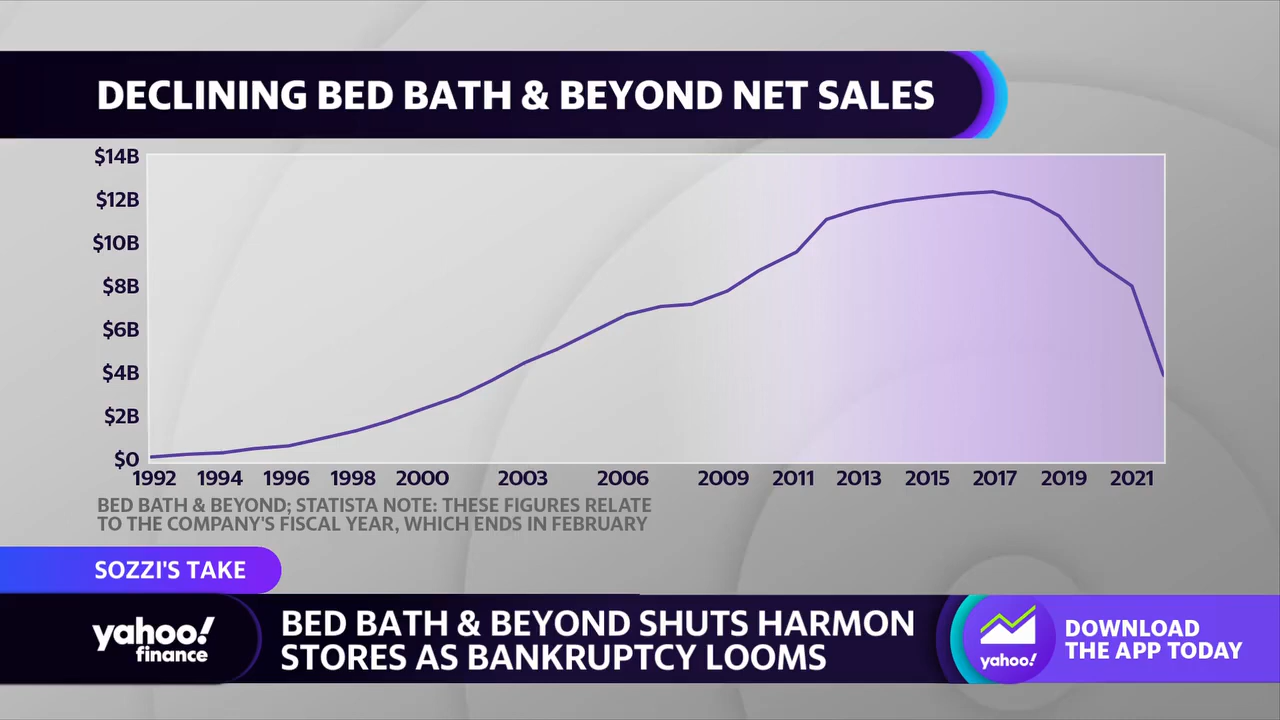 DECLINING BED BATH & BEYOND NET SALES
$14B
$12B
$10B
$8B
$6B
$4B
$2B
$0
1992 1994 1996 1998 2000 2003 2006 2009 2011 2013 2015 2017 2019 2021
BED BATH & BEYOND; STATISTA NOTE: THESE FIGURES RELATE
TO THE COMPANY'S FISCAL YEAR, WHICH ENDS IN FEBRUARY
SOZZI'S TAKE
yahoo!
finance
BED BATH & BEYOND SHUTS HARMON
STORES AS BANKRUPTCY LOOMS
yahoo!
DOWNLOAD
THE APP TODAY